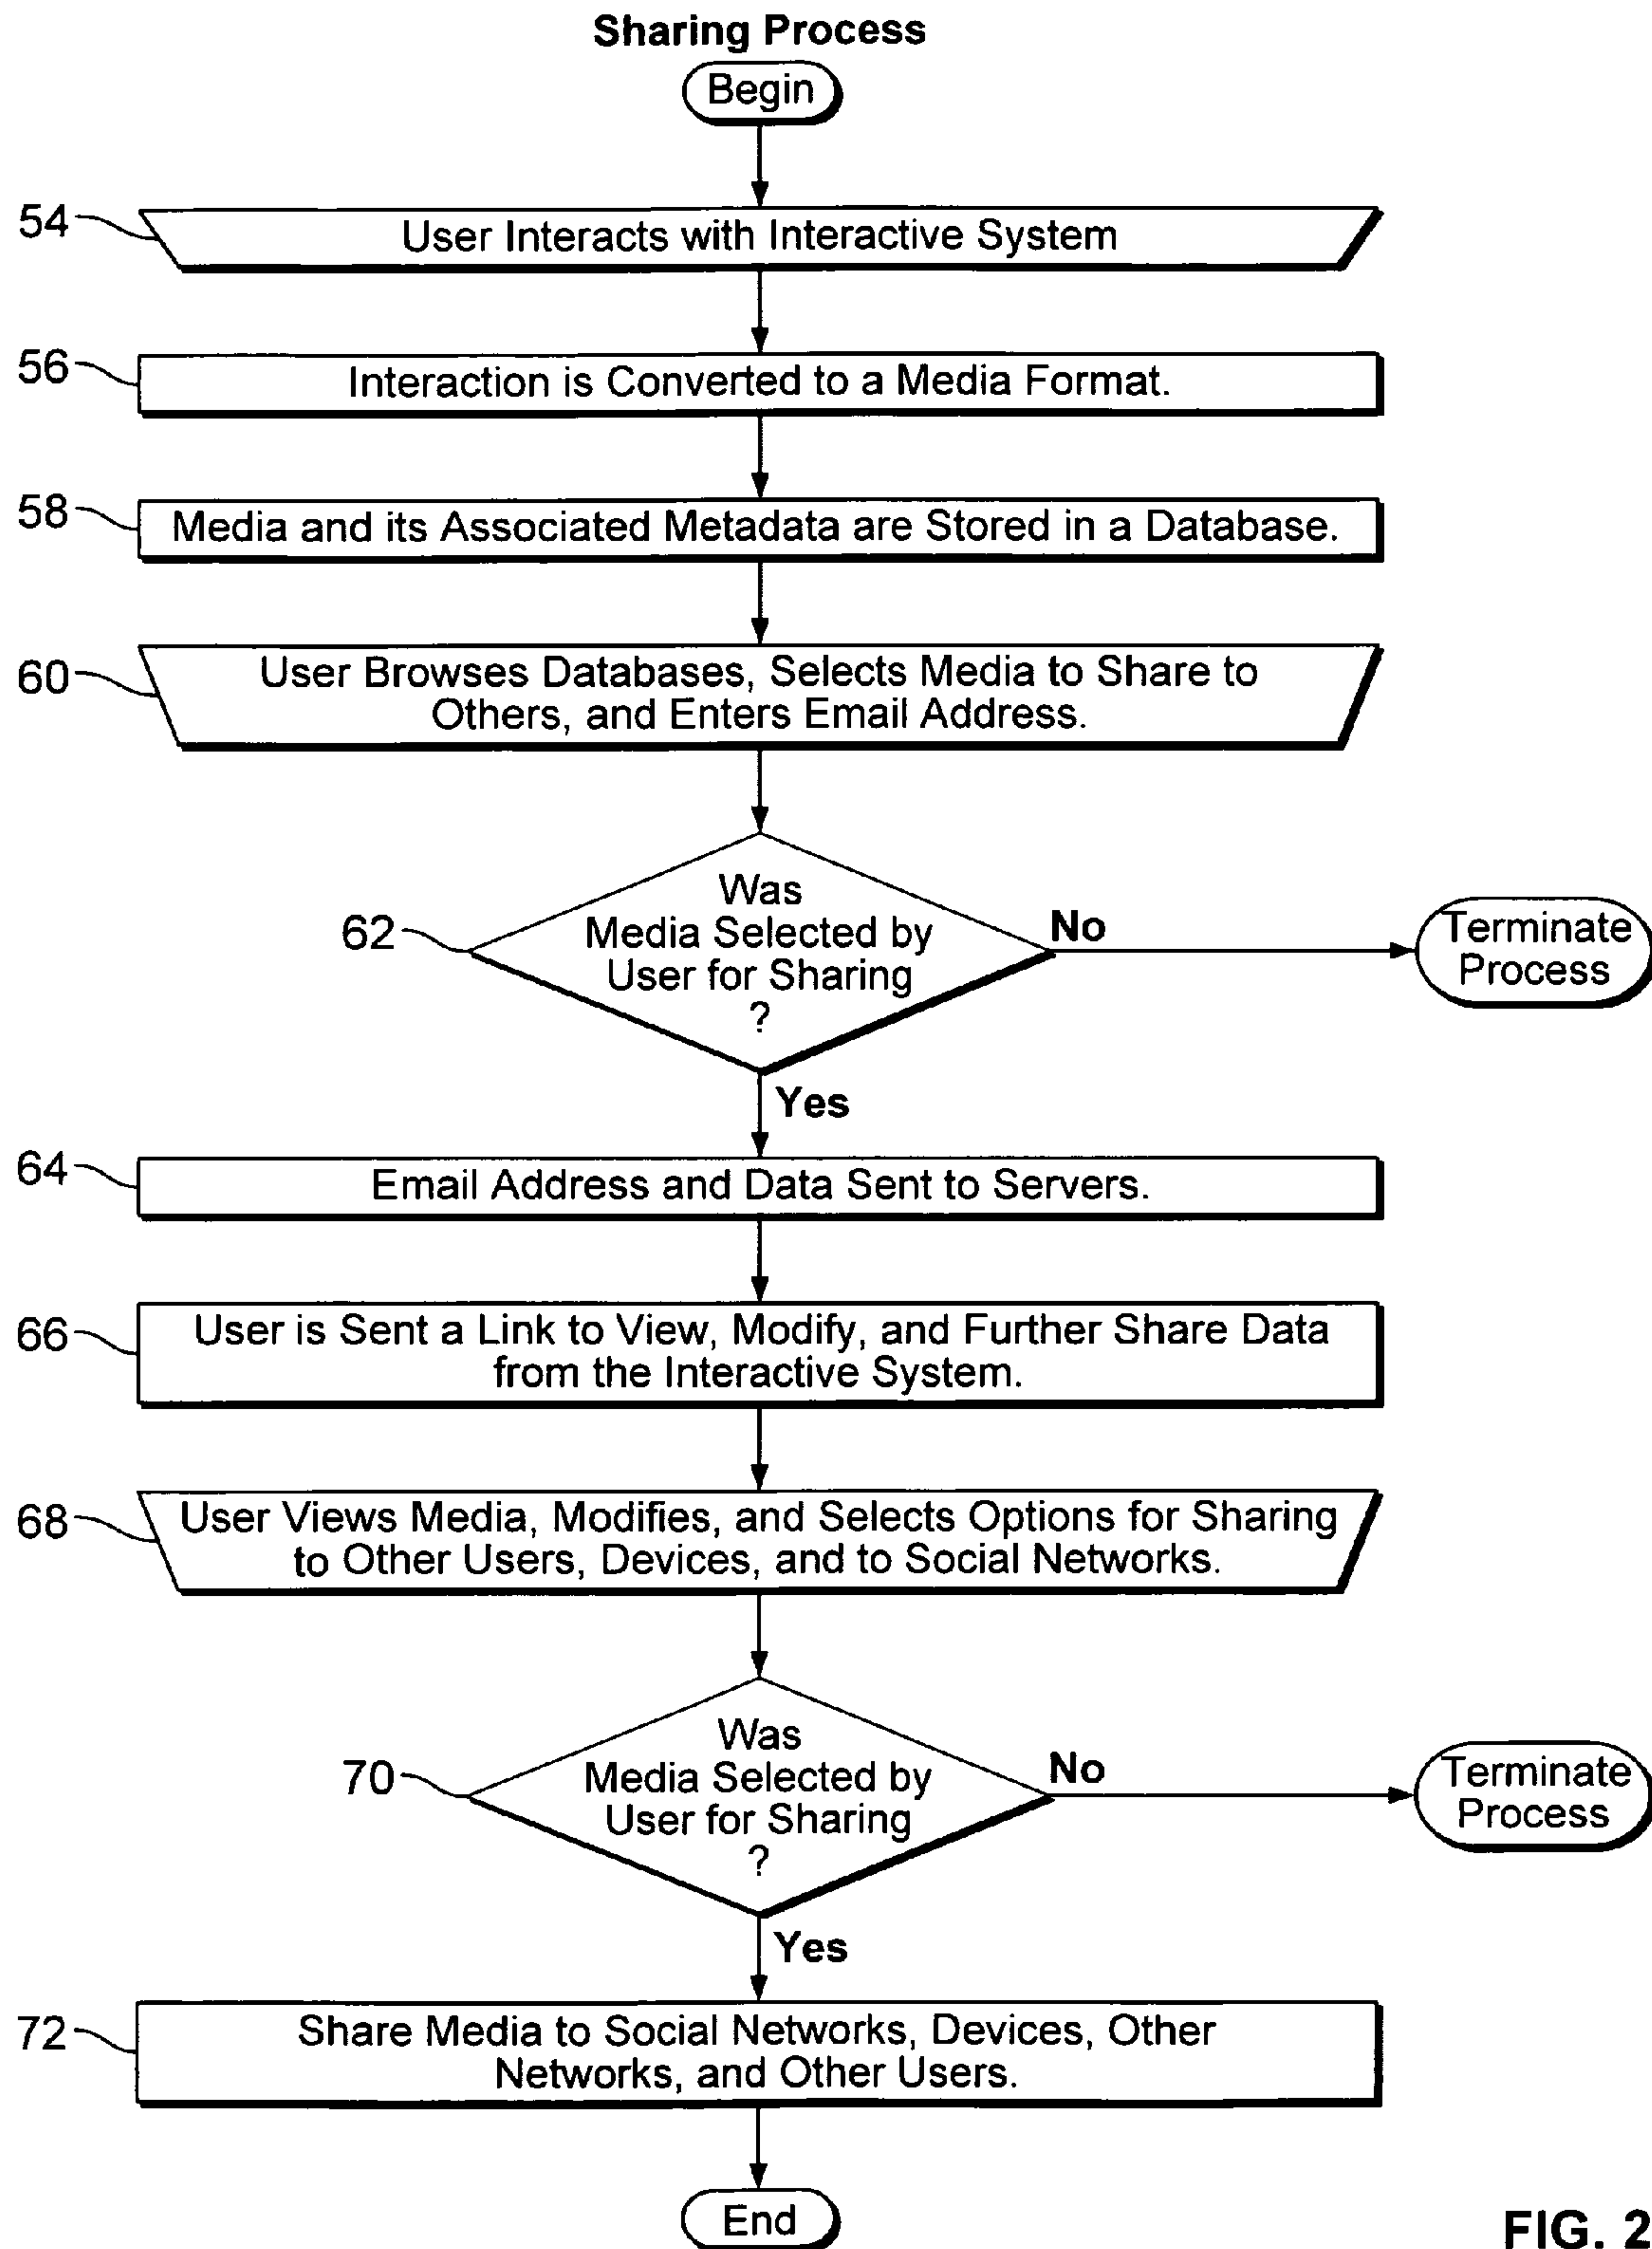 Sharing Process
Begin
54
User Interacts with Interactive System
56
Interaction is Converted to a Media Format.
58
Media and its Associated Metadata are Stored in a Database.
60
User Browses Databases, Selects Media to Share to
Others, and Enters Email Address.
62
Was
Media Selected by
User for Sharing
?
No
Terminate
Process
Yes
64
Email Address and Data Sent to Servers.
66
User is Sent a Link to View, Modify, and Further Share Data
from the Interactive System.
68
User Views Media, Modifies, and Selects Options for Sharing
to Other Users, Devices, and to Social Networks.
70
Was
Media Selected by
User for Sharing
?
No
Terminate
Process
Yes
72
Share Media to Social Networks, Devices, Other
Networks, and Other Users.
End
FIG. 2